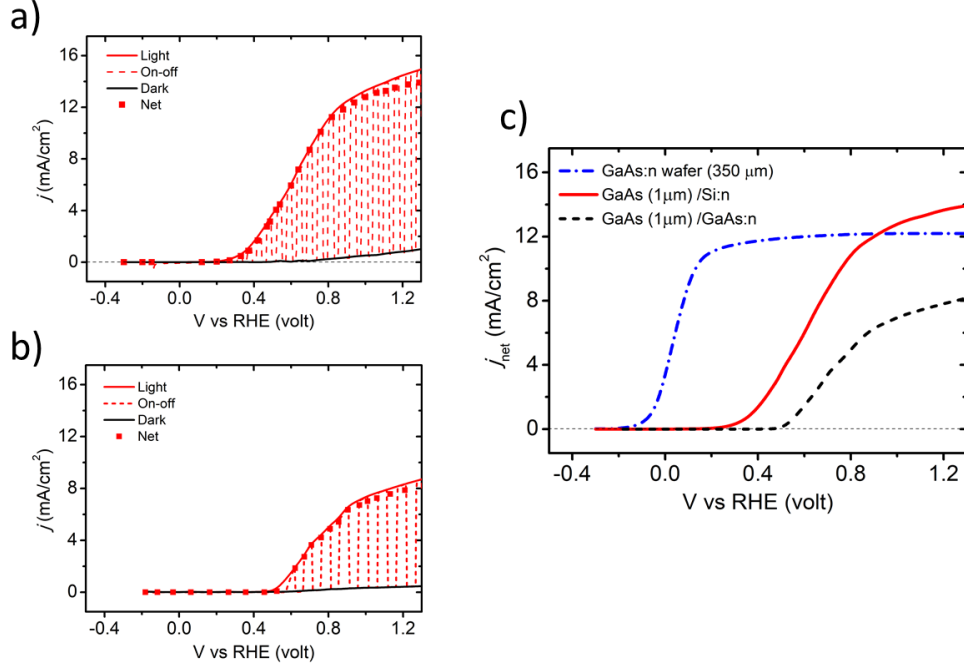 a)
16
12
8
4
0
j (mA/cm²)
Light
On-off
Dark
Net
-0.4 0.0 0.4 0.8 1.2
V vs RHE (volt)
b)
16
12
8
4
0
j (mA/cm²)
Light
On-off
Dark
Net
-0.4 0.0 0.4 0.8 1.2
V vs RHE (volt)
c)
16
12
8
4
0
jnet (mA/cm²)
GaAs:n wafer (350 μm)
GaAs (1μm) /Si:n
GaAs (1μm) /GaAs:n
-0.4 0.0 0.4 0.8 1.2
V vs RHE (volt)